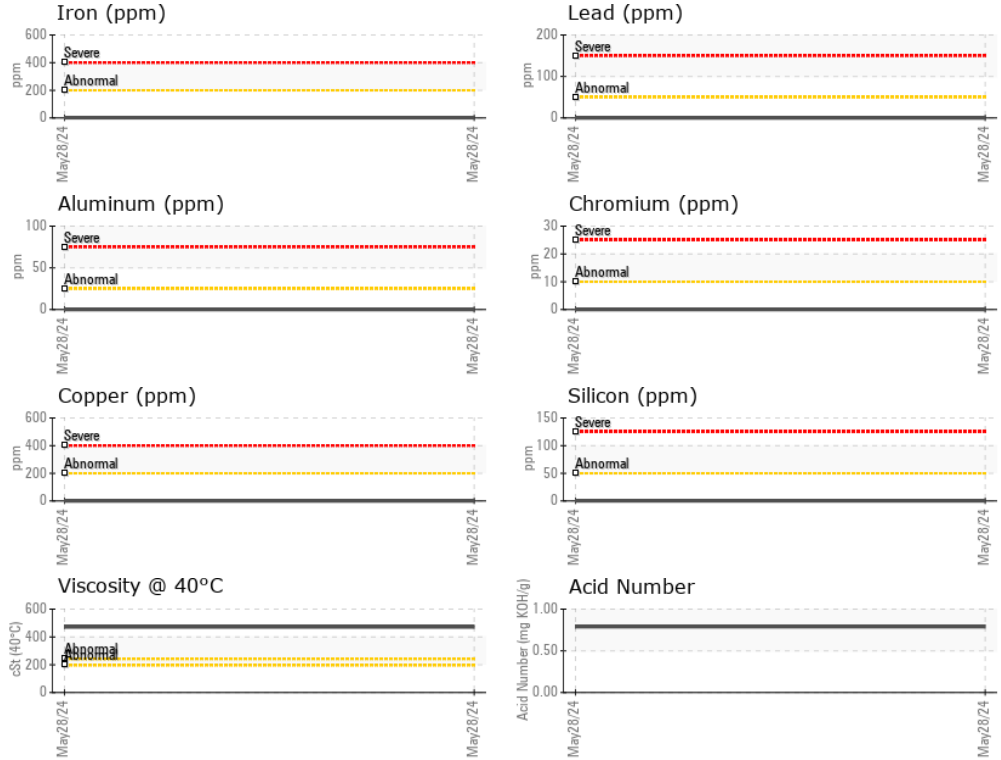 Iron (ppm)
600
400
200
0
ppm
Severe
Abnormal
May28/24
May28/24
Lead (ppm)
200
100
0
ppm
Severe
Abnormal
May28/24
May28/24
Aluminum (ppm)
100
50
0
ppm
Severe
Abnormal
May28/24
May28/24
Chromium (ppm)
30
20
10
0
ppm
Severe
Abnormal
May28/24
May28/24
Copper (ppm)
600
400
200
0
ppm
Severe
Abnormal
May28/24
May28/24
Silicon (ppm)
150
100
50
0
ppm
Severe
Abnormal
May28/24
May28/24
Viscosity @ 40°C
600
400
200
0
cSt (40°C)
Abnormal
Abnormal
May28/24
May28/24
Acid Number
1.00
0.50
0.00
Acid Number (mg KOH/g)
May28/24
May28/24